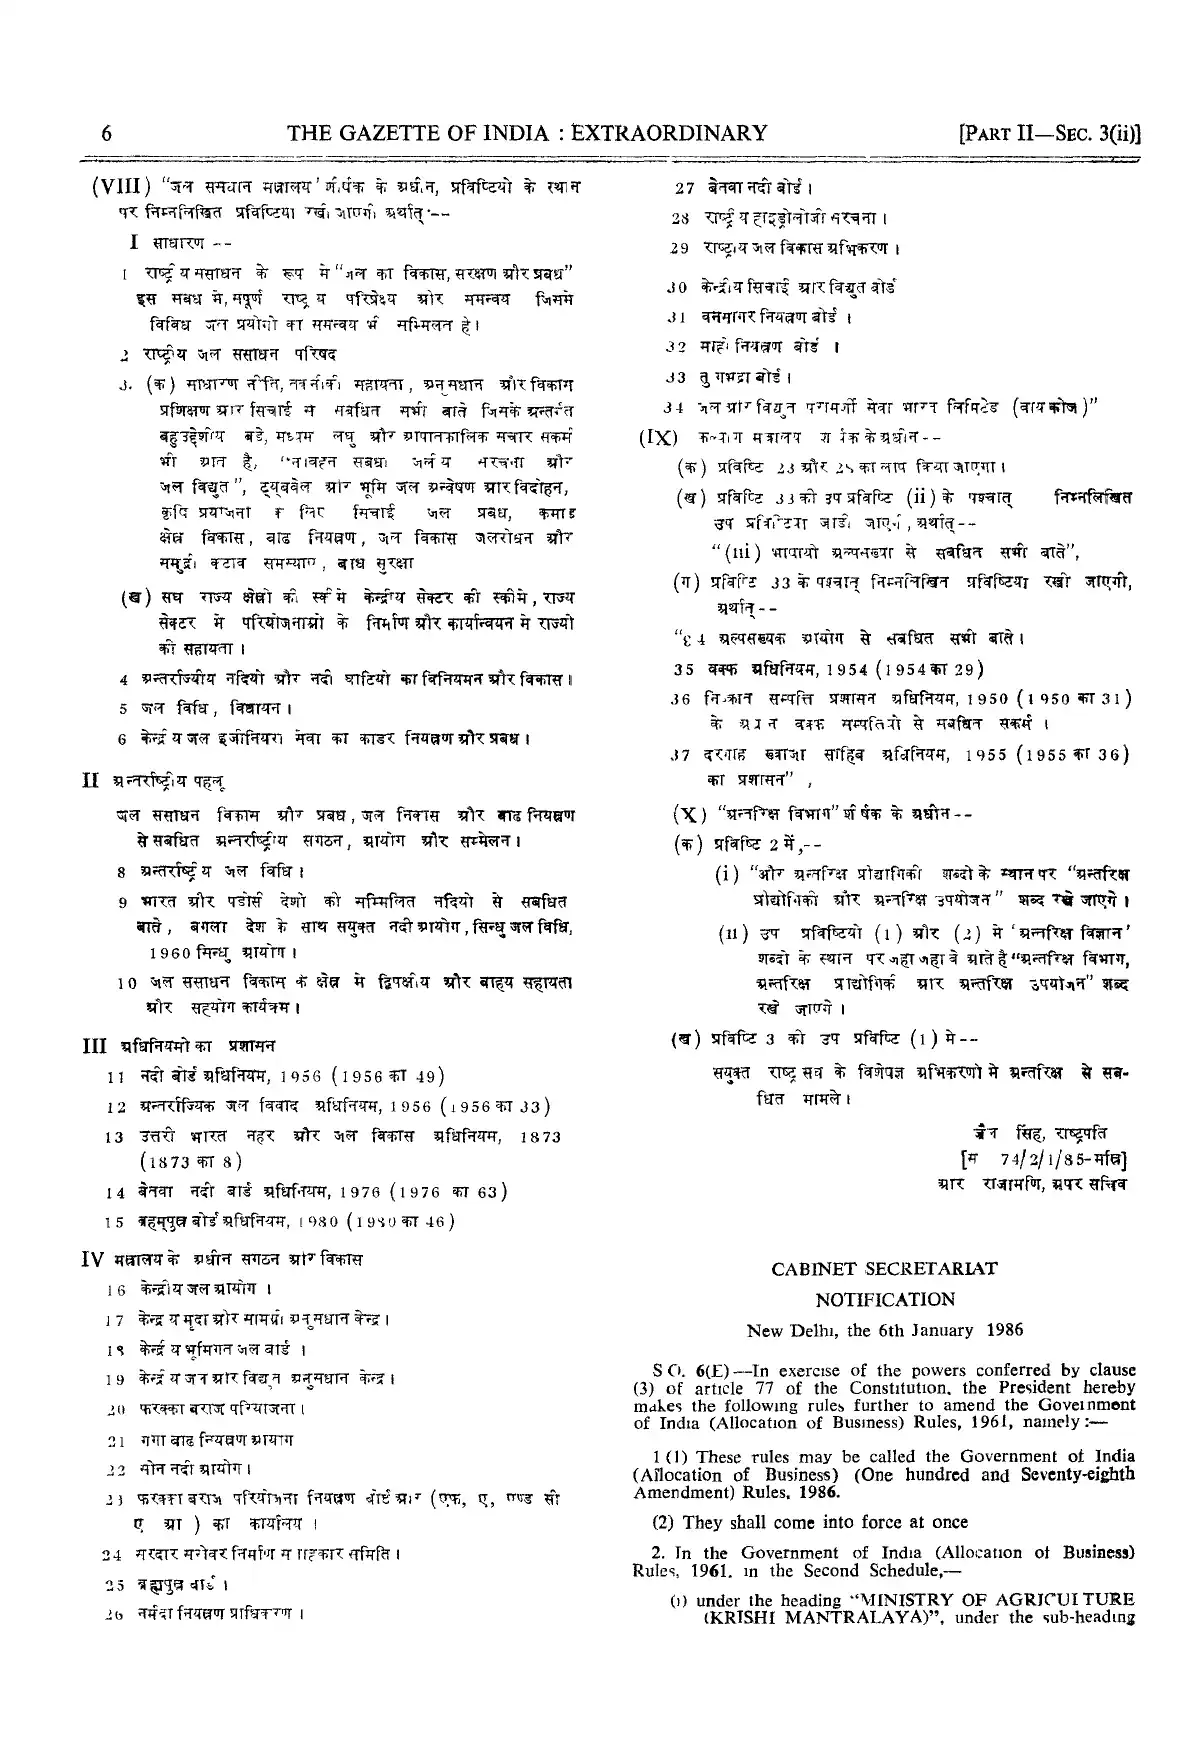 6 THE GAZETTE OF INDIA : EXTRAORDINARY [PART II—SEC. 3(ii)]
(VIII) "जल संसाधन मंत्रालय' शीर्षक के अधीन, प्रविष्टियों के स्थान
पर निम्नलिखित प्रविष्टियां रखी जाएगी अर्थात् :--
I साधारण --
1 राष्ट्रीय संसाधन के रूप में "जल का विकास, संरक्षण और प्रबंध"
इस संबंध में, संपूर्ण राष्ट्रीय परिप्रेक्ष्य और समन्वय जिसमें
विविध जल प्रयोगों का समन्वय भी सम्मिलित है।
2 राष्ट्रीय जल संसाधन परिषद
3. (क) साधारण नीति, तकनीकी सहायता, अनुसंधान और विकास
प्रशिक्षण और सिंचाई से संबंधित सभी बातें जिसके अन्तर्गत
बहुउद्देशीय बड़े, मध्यम लघु और आपातकालिक संचार संकर्म
भी आते हैं, जलीय संरचना और
जल विद्युत", ट्यूबवेल और भूमि जल अन्वेषण और विदोहन,
कृषि प्रयोजनों के लिए सिंचाई जल प्रबंध, कमांड
क्षेत्र विकास, बाढ नियंत्रण, जल विकास जलरोधन और
समुद्री कटाव समस्याएं, बांध सुरक्षा
(ख) संघ राज्य क्षेत्रों की स्कीमें केन्द्रीय सेक्टर की स्कीमें, राज्य
सेक्टर में परियोजनाओं के निर्माण और कार्यान्वयन में राज्यों
को सहायता।
4 अन्तर्राज्यीय नदियों और नदी घाटियों का विनियमन और विकास।
5 जल विधि, विधायन।
6 केन्द्रीय जल इंजीनियरी सेवा का काडर नियंत्रण और प्रबंध।
II अन्तर्राष्ट्रीय पहलू
जल संसाधन विकास और प्रबंध, जल निकास और बाढ नियंत्रण
से संबंधित अन्तर्राष्ट्रीय संगठन, आयोग और सम्मेलन।
8 अन्तर्राष्ट्रीय जल विधि।
9 भारत और पडोसी देशों की सम्मिलित नदियों से संबंधित
बातें, बंगला देश के साथ संयुक्त नदी आयोग, सिन्धु जल विधि,
1960 सिन्धु आयोग।
10 जल संसाधन विकास के क्षेत्र में द्विपक्षीय और बाह्य सहायता
और सहयोग कार्यक्रम।
III अधिनियमों का प्रशासन
11 नदी बोर्ड अधिनियम, 1956 (1956 का 49)
12 अन्तर्राज्यिक जल विवाद अधिनियम, 1956 (1956 का 33)
13 उत्तरी भारत नहर और जल विकास अधिनियम, 1873
(1873 का 8)
14 बेतवा नदी बोर्ड अधिनियम, 1976 (1976 का 63)
15 ब्रह्मपुत्र बोर्ड अधिनियम, 1980 (1980 का 46)
IV मंत्रालय के अधीन संगठन और विकास
16 केन्द्रीय जल आयोग।
17 केन्द्रीय मृदा और सामग्री अनुसंधान केन्द्र।
18 केन्द्रीय भूमिगत जल बोर्ड।
19 केन्द्रीय जल और विद्युत अनुसंधान केन्द्र।
20 फरक्का बराज परियोजना।
21 गंगा बाढ नियंत्रण आयोग
22 सोन नदी आयोग।
23 फरक्का बराज परियोजना नियंत्रण बोर्ड और (एफ, ए, एण्ड सी
ए ओ) का कार्यालय।
24 सरदार सरोवर निर्माण सलाहकार समिति।
25 ब्रह्मपुत्र बोर्ड।
26 नर्मदा नियंत्रण प्राधिकरण।
27 बेतवा नदी बोर्ड।
28 राष्ट्रीय हाइड्रोलोजी संरचना।
29 राष्ट्रीय जल विकास अभिकरण।
30 केन्द्रीय सिंचाई और विद्युत बोर्ड
31 बनसागर नियंत्रण बोर्ड।
32 माही नियंत्रण बोर्ड।
33 तुंगभद्रा बोर्ड।
34 जल और विद्युत परामर्शी सेवा भारत लिमिटेड (वाप्कोस)"
(IX) कल्याण मंत्रालय शीर्षक के अधीन--
(क) प्रविष्टि 23 और 28 का लोप किया जाएगा।
(ख) प्रविष्टि 33 की उप प्रविष्टि (ii) के पश्चात् निम्नलिखित
उप प्रविष्टियां जोडी जाएगी, अर्थात्--
"(iii) भाषायी अल्पसंख्या से संबंधित सभी बातें",
(ग) प्रविष्टि 33 के पश्चात् निम्नलिखित प्रविष्टियां रखी जाएंगी,
अर्थात्--
"34 अल्पसंख्यक आयोग से संबंधित सभी बातें।
35 वक्फ अधिनियम, 1954 (1954 का 29)
36 निष्क्रान्त सम्पत्ति प्रशासन अधिनियम, 1950 (1950 का 31)
के अधीन वक्फ सम्पत्तियों से संबंधित संकर्म।
37 दरगाह ख्वाजा साहिब अधिनियम, 1955 (1955 का 36)
का प्रशासन",
(X) "अन्तरिक्ष विभाग" शीर्षक के अधीन--
(क) प्रविष्टि 2 में,--
(i) "और अन्तरिक्ष प्रोद्योगिकी शब्दों के स्थान पर "अन्तरिक्ष
प्रोद्योगिकी और अन्तरिक्ष उपयोजन" शब्द रखे जाएंगे।
(ii) उप प्रविष्टियों (1) और (2) में 'अन्तरिक्ष विज्ञान'
शब्दों के स्थान पर जहां जहां वे आते हैं "अन्तरिक्ष विभाग,
अन्तरिक्ष प्रोद्योगिकी और अन्तरिक्ष उपयोजन" शब्द
रखे जाएंगे।
(ख) प्रविष्टि 3 की उप प्रविष्टि (1) में--
संयुक्त राष्ट्र संघ के विशेषज्ञ अभिकरणों में अन्तरिक्ष से संब-
धित मामले।
जैल सिंह, राष्ट्रपति
[सं 74/2/1/85-मंत्रि]
आर राजामणि, अपर सचिव
CABINET SECRETARIAT
NOTIFICATION
New Delhi, the 6th January 1986
S O. 6(E)—In exercise of the powers conferred by clause
(3) of article 77 of the Constitution, the President hereby
makes the following rules further to amend the Government
of India (Allocation of Business) Rules, 1961, namely :—
1 (1) These rules may be called the Government of India
(Allocation of Business) (One hundred and Seventy-eighth
Amendment) Rules, 1986.
(2) They shall come into force at once
2. In the Government of India (Allocation of Business)
Rules, 1961, in the Second Schedule,—
(i) under the heading "MINISTRY OF AGRICULTURE
(KRISHI MANTRALAYA)", under the sub-heading